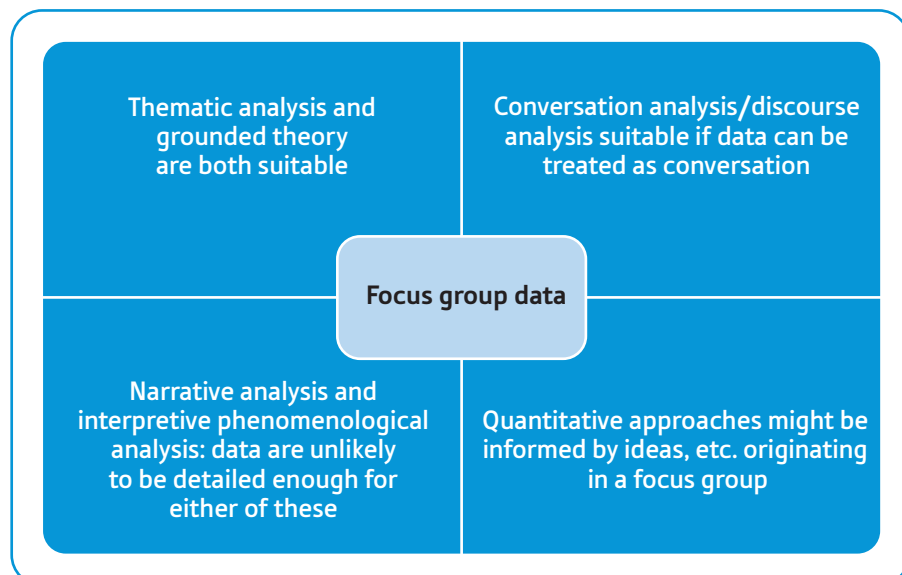 Thematic analysis and
grounded theory
are both suitable
Conversation analysis/discourse
analysis suitable if data can be
treated as conversation
Focus group data
Narrative analysis and
interpretive phenomenological
analysis: data are unlikely
to be detailed enough for
either of these
Quantitative approaches might be
informed by ideas, etc. originating
in a focus group